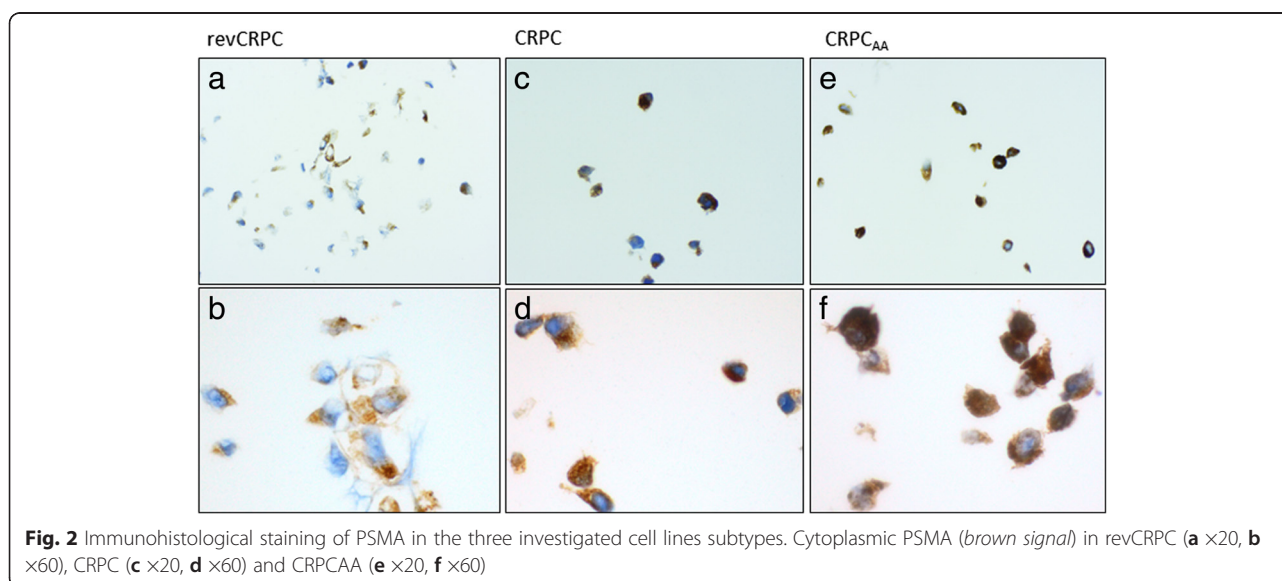 revCRPC CRPC CRPCAA
a c e
b d f
Fig. 2 Immunohistological staining of PSMA in the three investigated cell lines subtypes. Cytoplasmic PSMA (brown signal) in revCRPC (a ×20, b
×60), CRPC (c ×20, d ×60) and CRPCAA (e ×20, f ×60)